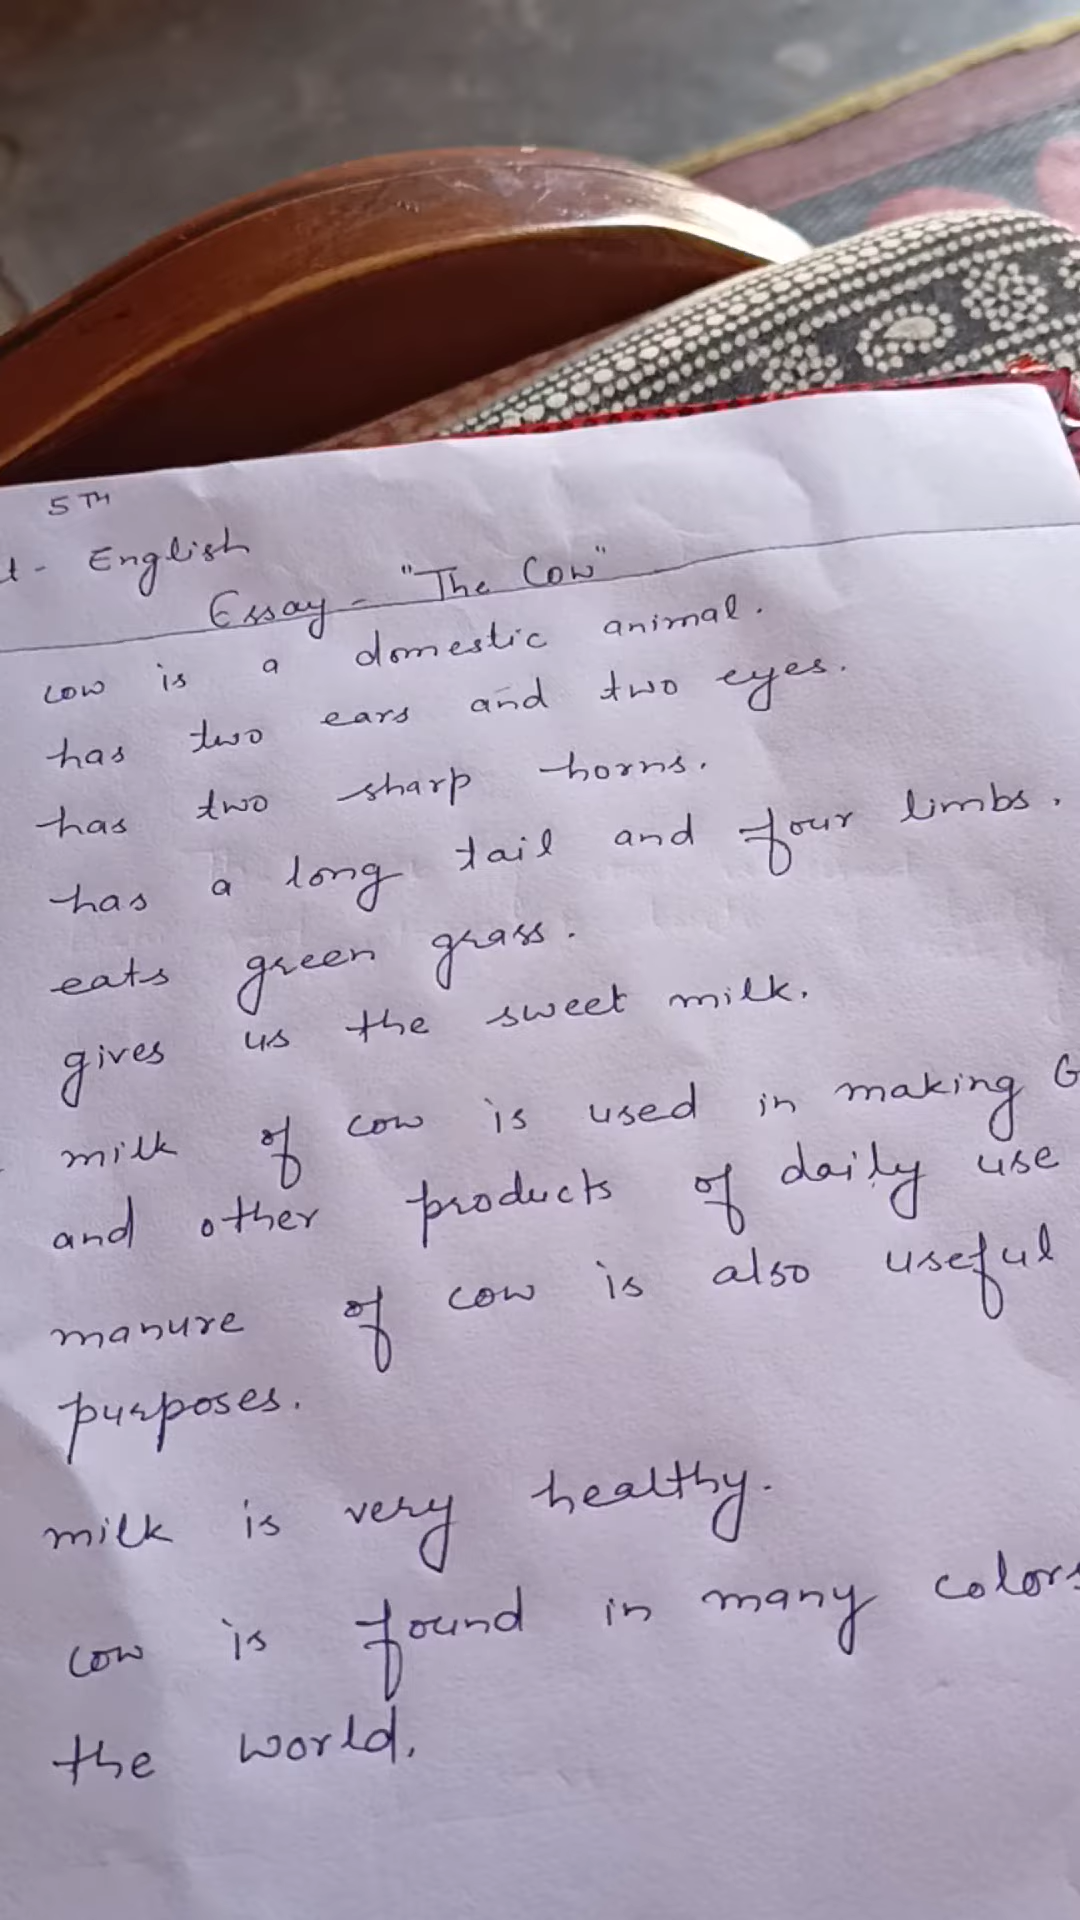 5TH
- English
Essay - "The Cow"
cow is a domestic animal.
has two ears and two eyes.
has two sharp horns.
has a long tail and four limbs.
eats green grass.
gives us the sweet milk.
milk of cow is used in making
and other products of daily use
manure of cow is also useful
purposes.
milk is very healthy.
cow is found in many colors
the world.